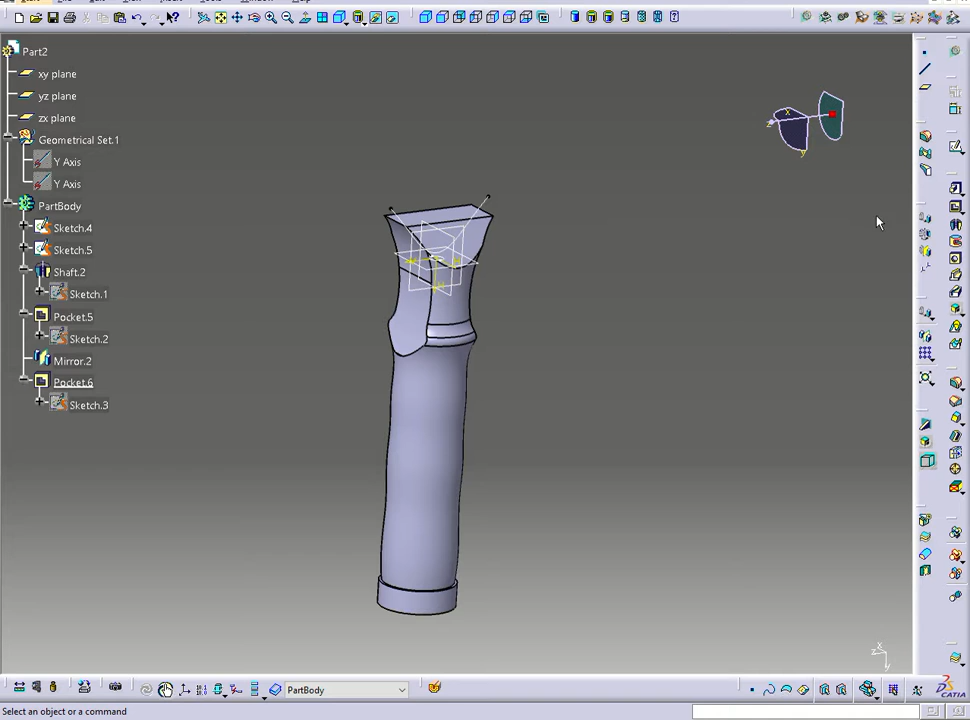 Part2
xy plane
yz plane
zx plane
Geometrical Set.1
Y Axis
Y Axis
PartBody
Sketch.4
Sketch.5
Shaft.2
Sketch.1
Pocket.5
Sketch.2
Mirror.2
Pocket.6
Sketch.3
x
z
y
PartBody
Select an object or a command
CATIA